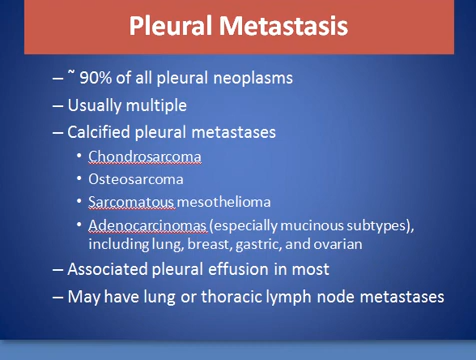 Pleural Metastasis
– ~ 90% of all pleural neoplasms
– Usually multiple
– Calcified pleural metastases
• Chondrosarcoma
• Osteosarcoma
• Sarcomatous mesothelioma
• Adenocarcinomas (especially mucinous subtypes),
including lung, breast, gastric, and ovarian
– Associated pleural effusion in most
– May have lung or thoracic lymph node metastases